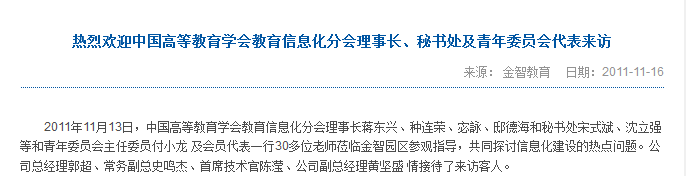 热烈欢迎中国高等教育学会教育信息化分会理事长、秘书处及青年委员会代表来访
来源: 金智教育 日期: 2011-11-16
2011年11月13日，中国高等教育学会教育信息化分会理事长蒋东兴、种连荣、宓詠、邸德海和秘书处宋式斌、沈立强
等和青年委员会主任委员付小龙 及会员代表一行30多位老师莅临金智园区参观指导，共同探讨信息化建设的热点问题。公
司总经理郭超、常务副总史鸣杰、首席技术官陈滢、公司副总经理黄坚盛 情接待了来访客人。